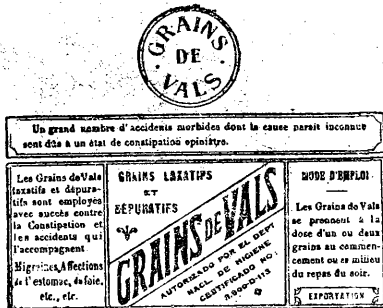 GRAINS
DE
VALS
Un grand nombre d'accidents morbides dont la cause parait inconnue
sont dûs à un état de constipation opiniâtre.
Les Grains de Vals
laxatifs et dépura-
tifs sont employés
avec succès contre
la Constipation et
les accidents qui
l'accompagnent
Migraines, Affections
de l'estomac, du foie,
etc., etc.
GRAINS LAXATIFS
ET
DÉPURATIFS
GRAINS DE VALS
AUTORIZADO POR EL DEPT
NACL. DE HIGIENE
CERTIFICADO NO:
MODE D'EMPLOI
Les Grains de Vals
se prennent à la
dose d'un ou deux
grains au commen-
cement ou au milieu
du repas du soir.
EXPORTATION